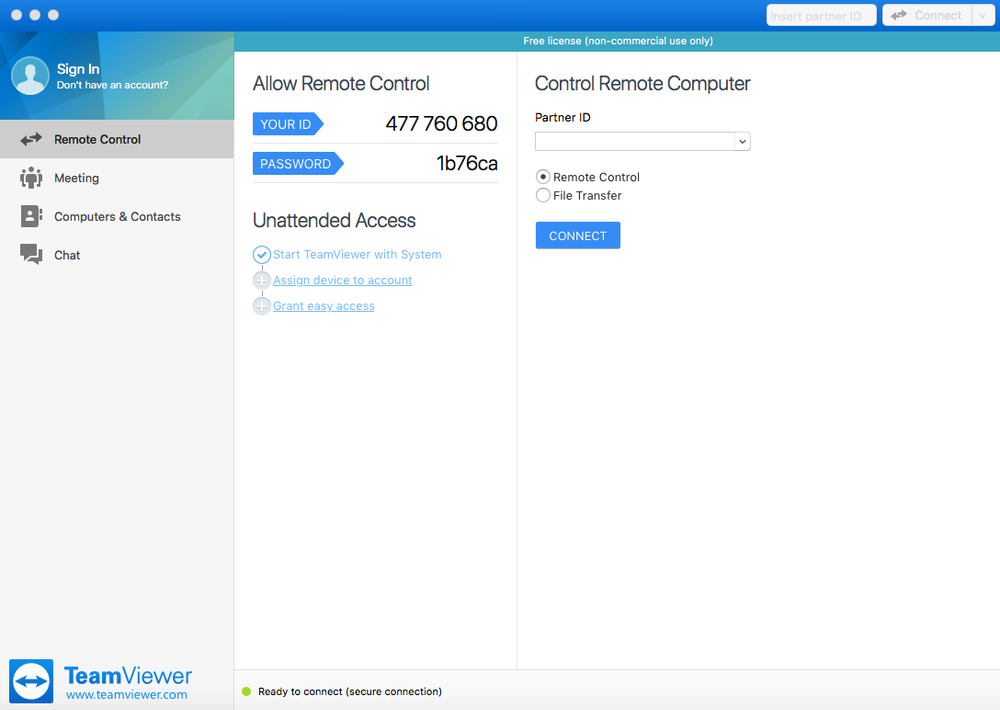 Insert partner ID
Connect
Free license (non-commercial use only)
Sign In
Don't have an account?
Remote Control
Meeting
Computers & Contacts
Chat
Allow Remote Control
YOUR ID 477 760 680
PASSWORD 1b76ca
Unattended Access
Start TeamViewer with System
Assign device to account
Grant easy access
Control Remote Computer
Partner ID
Remote Control
File Transfer
CONNECT
TeamViewer
www.teamviewer.com
Ready to connect (secure connection)